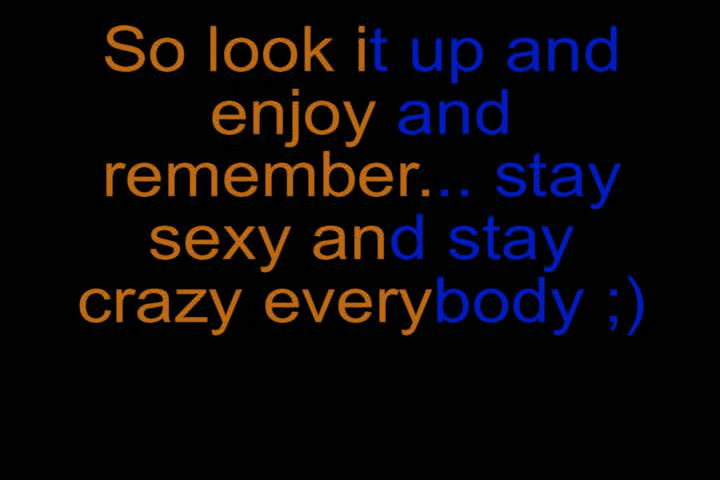 So look it up and
enjoy and
remember... stay
sexy and stay
crazy everybody ;)